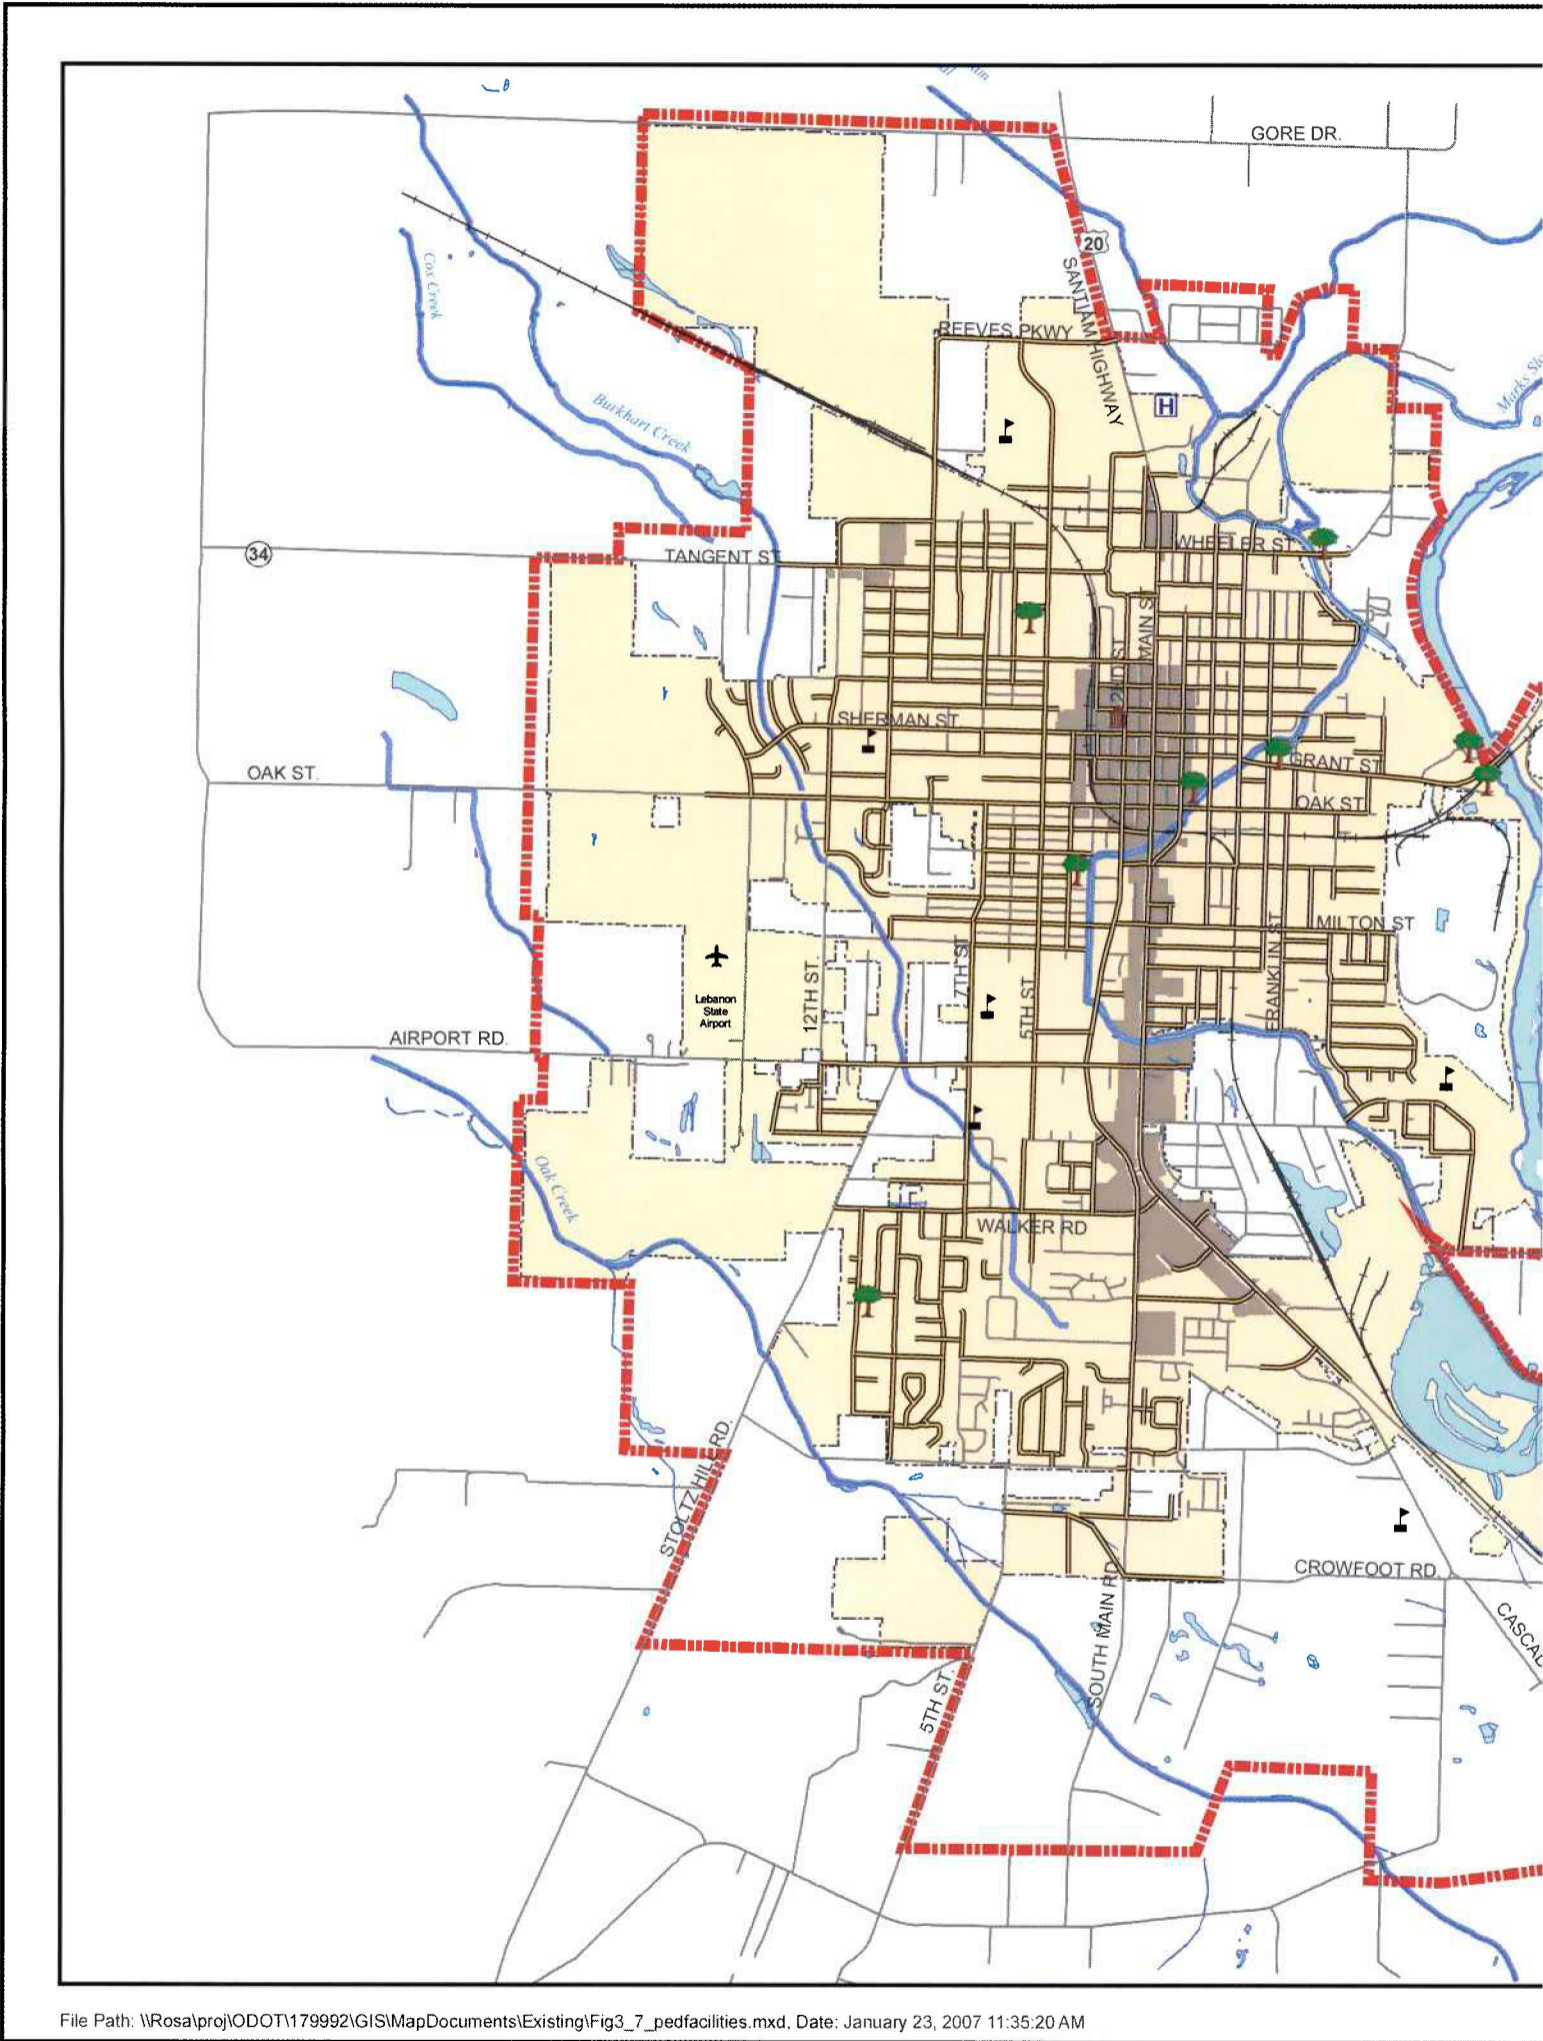 GORE DR.
20
SANTIAM HIGHWAY
Cox Creek
REEVES PKWY
Burkhart Creek
H
Marks
34
TANGENT ST.
WHEELER ST.
MAIN ST
2ND ST
SHERMAN ST.
GRANT ST
OAK ST.
OAK ST.
MILTON ST
FRANKLIN ST
7TH ST
5TH ST.
12TH ST.
Lebanon
State
Airport
AIRPORT RD.
Oak Creek
WALKER RD
STOLTZ HILL RD.
CROWFOOT RD.
SOUTH MAIN RD.
CASCAD
5TH ST.
File Path: \\Rosa\proj\ODOT\179992\GIS\MapDocuments\Existing\Fig3_7_pedfacilities.mxd, Date: January 23, 2007 11:35:20 AM